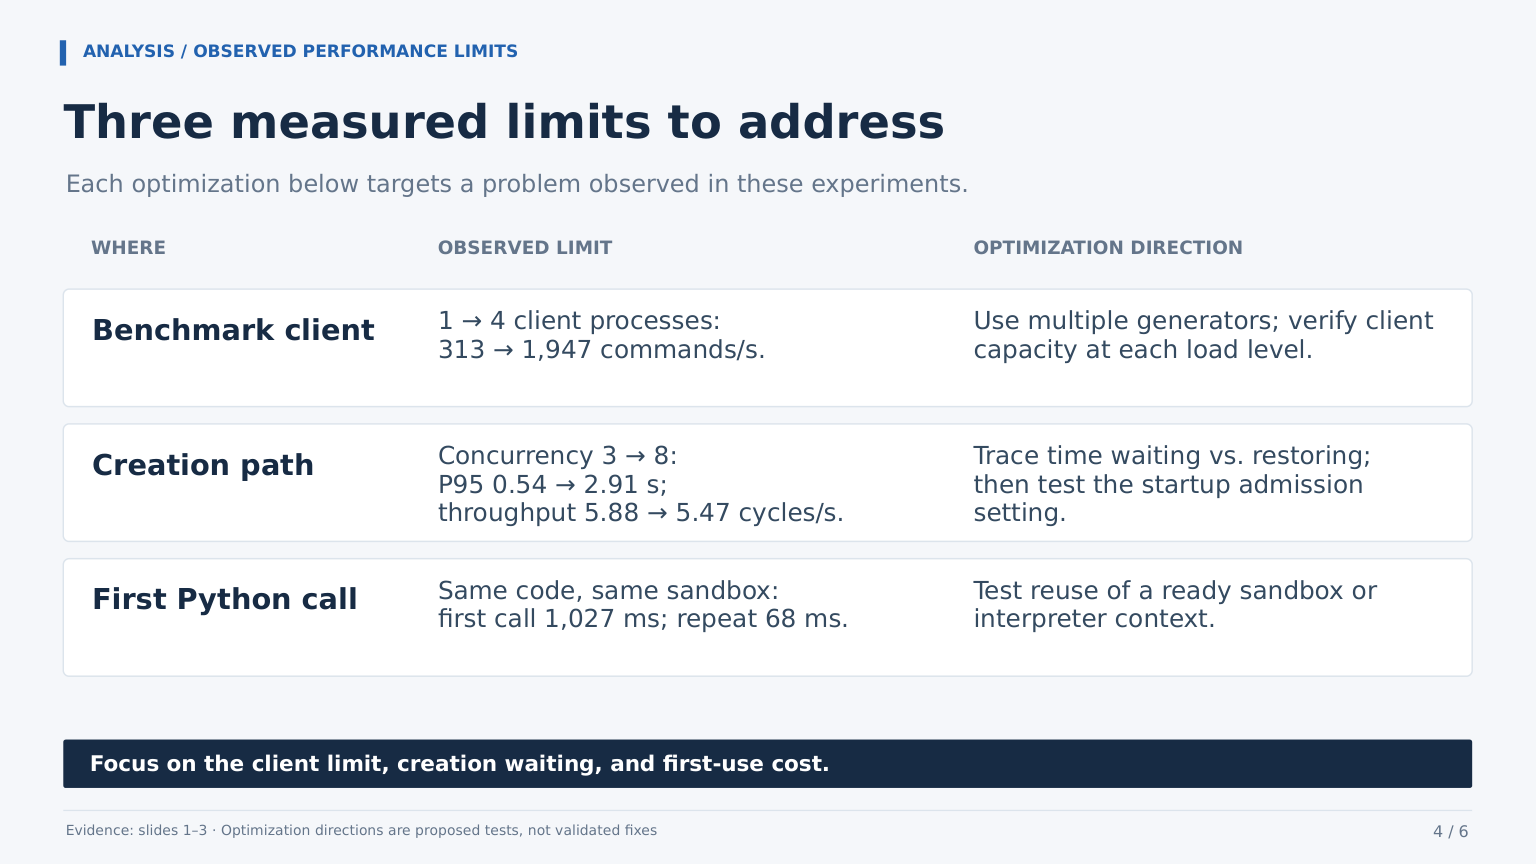 ANALYSIS / OBSERVED PERFORMANCE LIMITS
Three measured limits to address
Each optimization below targets a problem observed in these experiments.
WHERE
OBSERVED LIMIT
OPTIMIZATION DIRECTION
Benchmark client
1 → 4 client processes:
313 → 1,947 commands/s.
Use multiple generators; verify client
capacity at each load level.
Creation path
Concurrency 3 → 8:
P95 0.54 → 2.91 s;
throughput 5.88 → 5.47 cycles/s.
Trace time waiting vs. restoring;
then test the startup admission
setting.
First Python call
Same code, same sandbox:
first call 1,027 ms; repeat 68 ms.
Test reuse of a ready sandbox or
interpreter context.
Focus on the client limit, creation waiting, and first-use cost.
Evidence: slides 1–3 · Optimization directions are proposed tests, not validated fixes
4 / 6